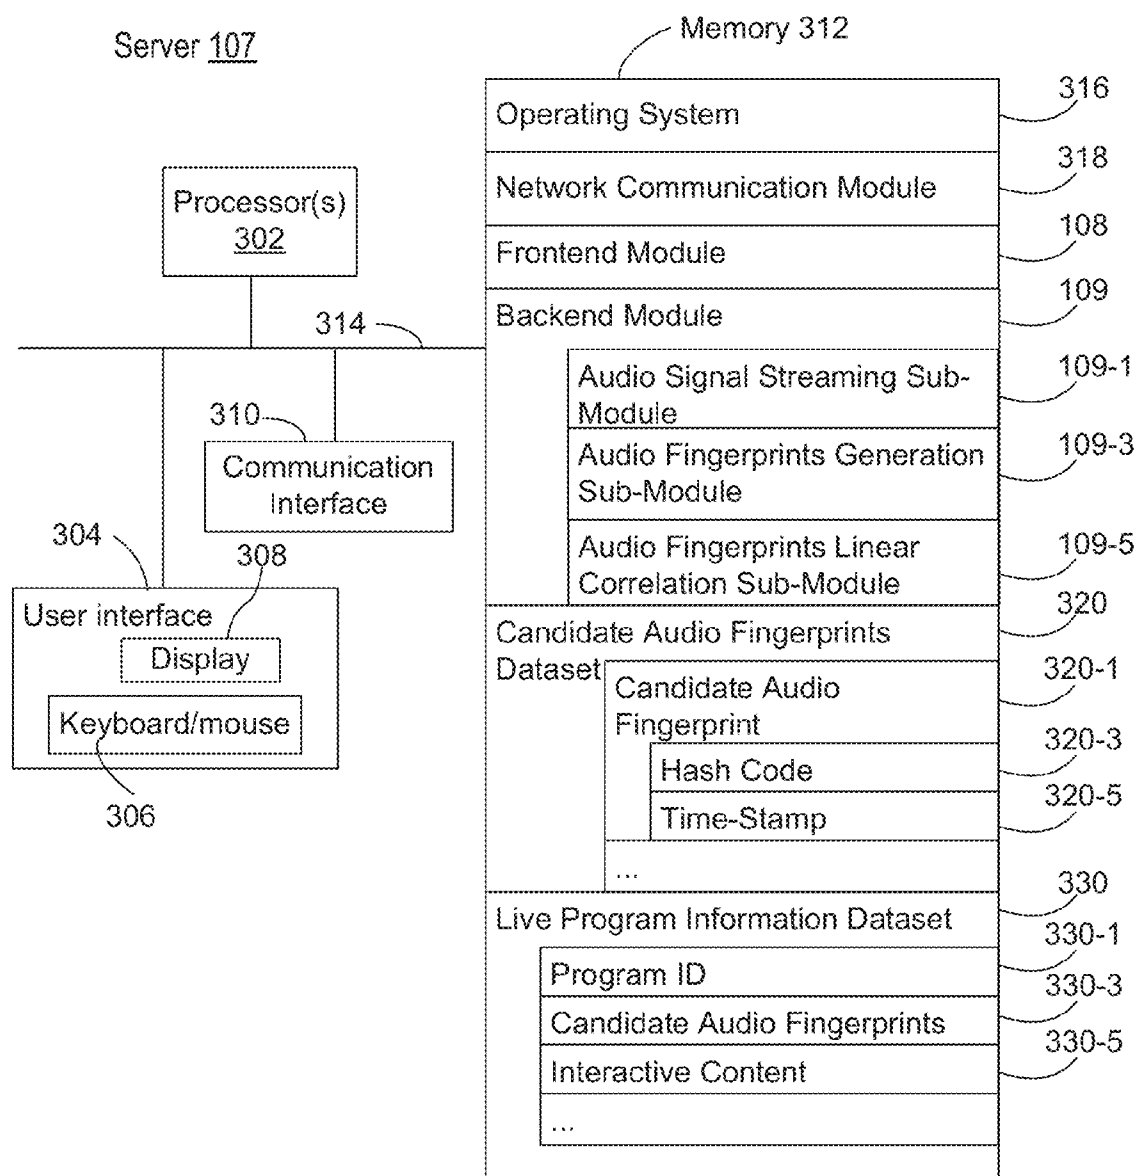 Server 107
Memory 312
Processor(s)
302
314
310
Communication
Interface
304
308
User interface
Display
Keyboard/mouse
306
Operating System
316
Network Communication Module
318
Frontend Module
108
Backend Module
109
Audio Signal Streaming Sub-
Module
109-1
Audio Fingerprints Generation
Sub-Module
109-3
Audio Fingerprints Linear
Correlation Sub-Module
109-5
Candidate Audio Fingerprints
Dataset
320
Candidate Audio
Fingerprint
320-1
Hash Code
320-3
Time-Stamp
320-5
...
Live Program Information Dataset
330
Program ID
330-1
Candidate Audio Fingerprints
330-3
Interactive Content
330-5
...